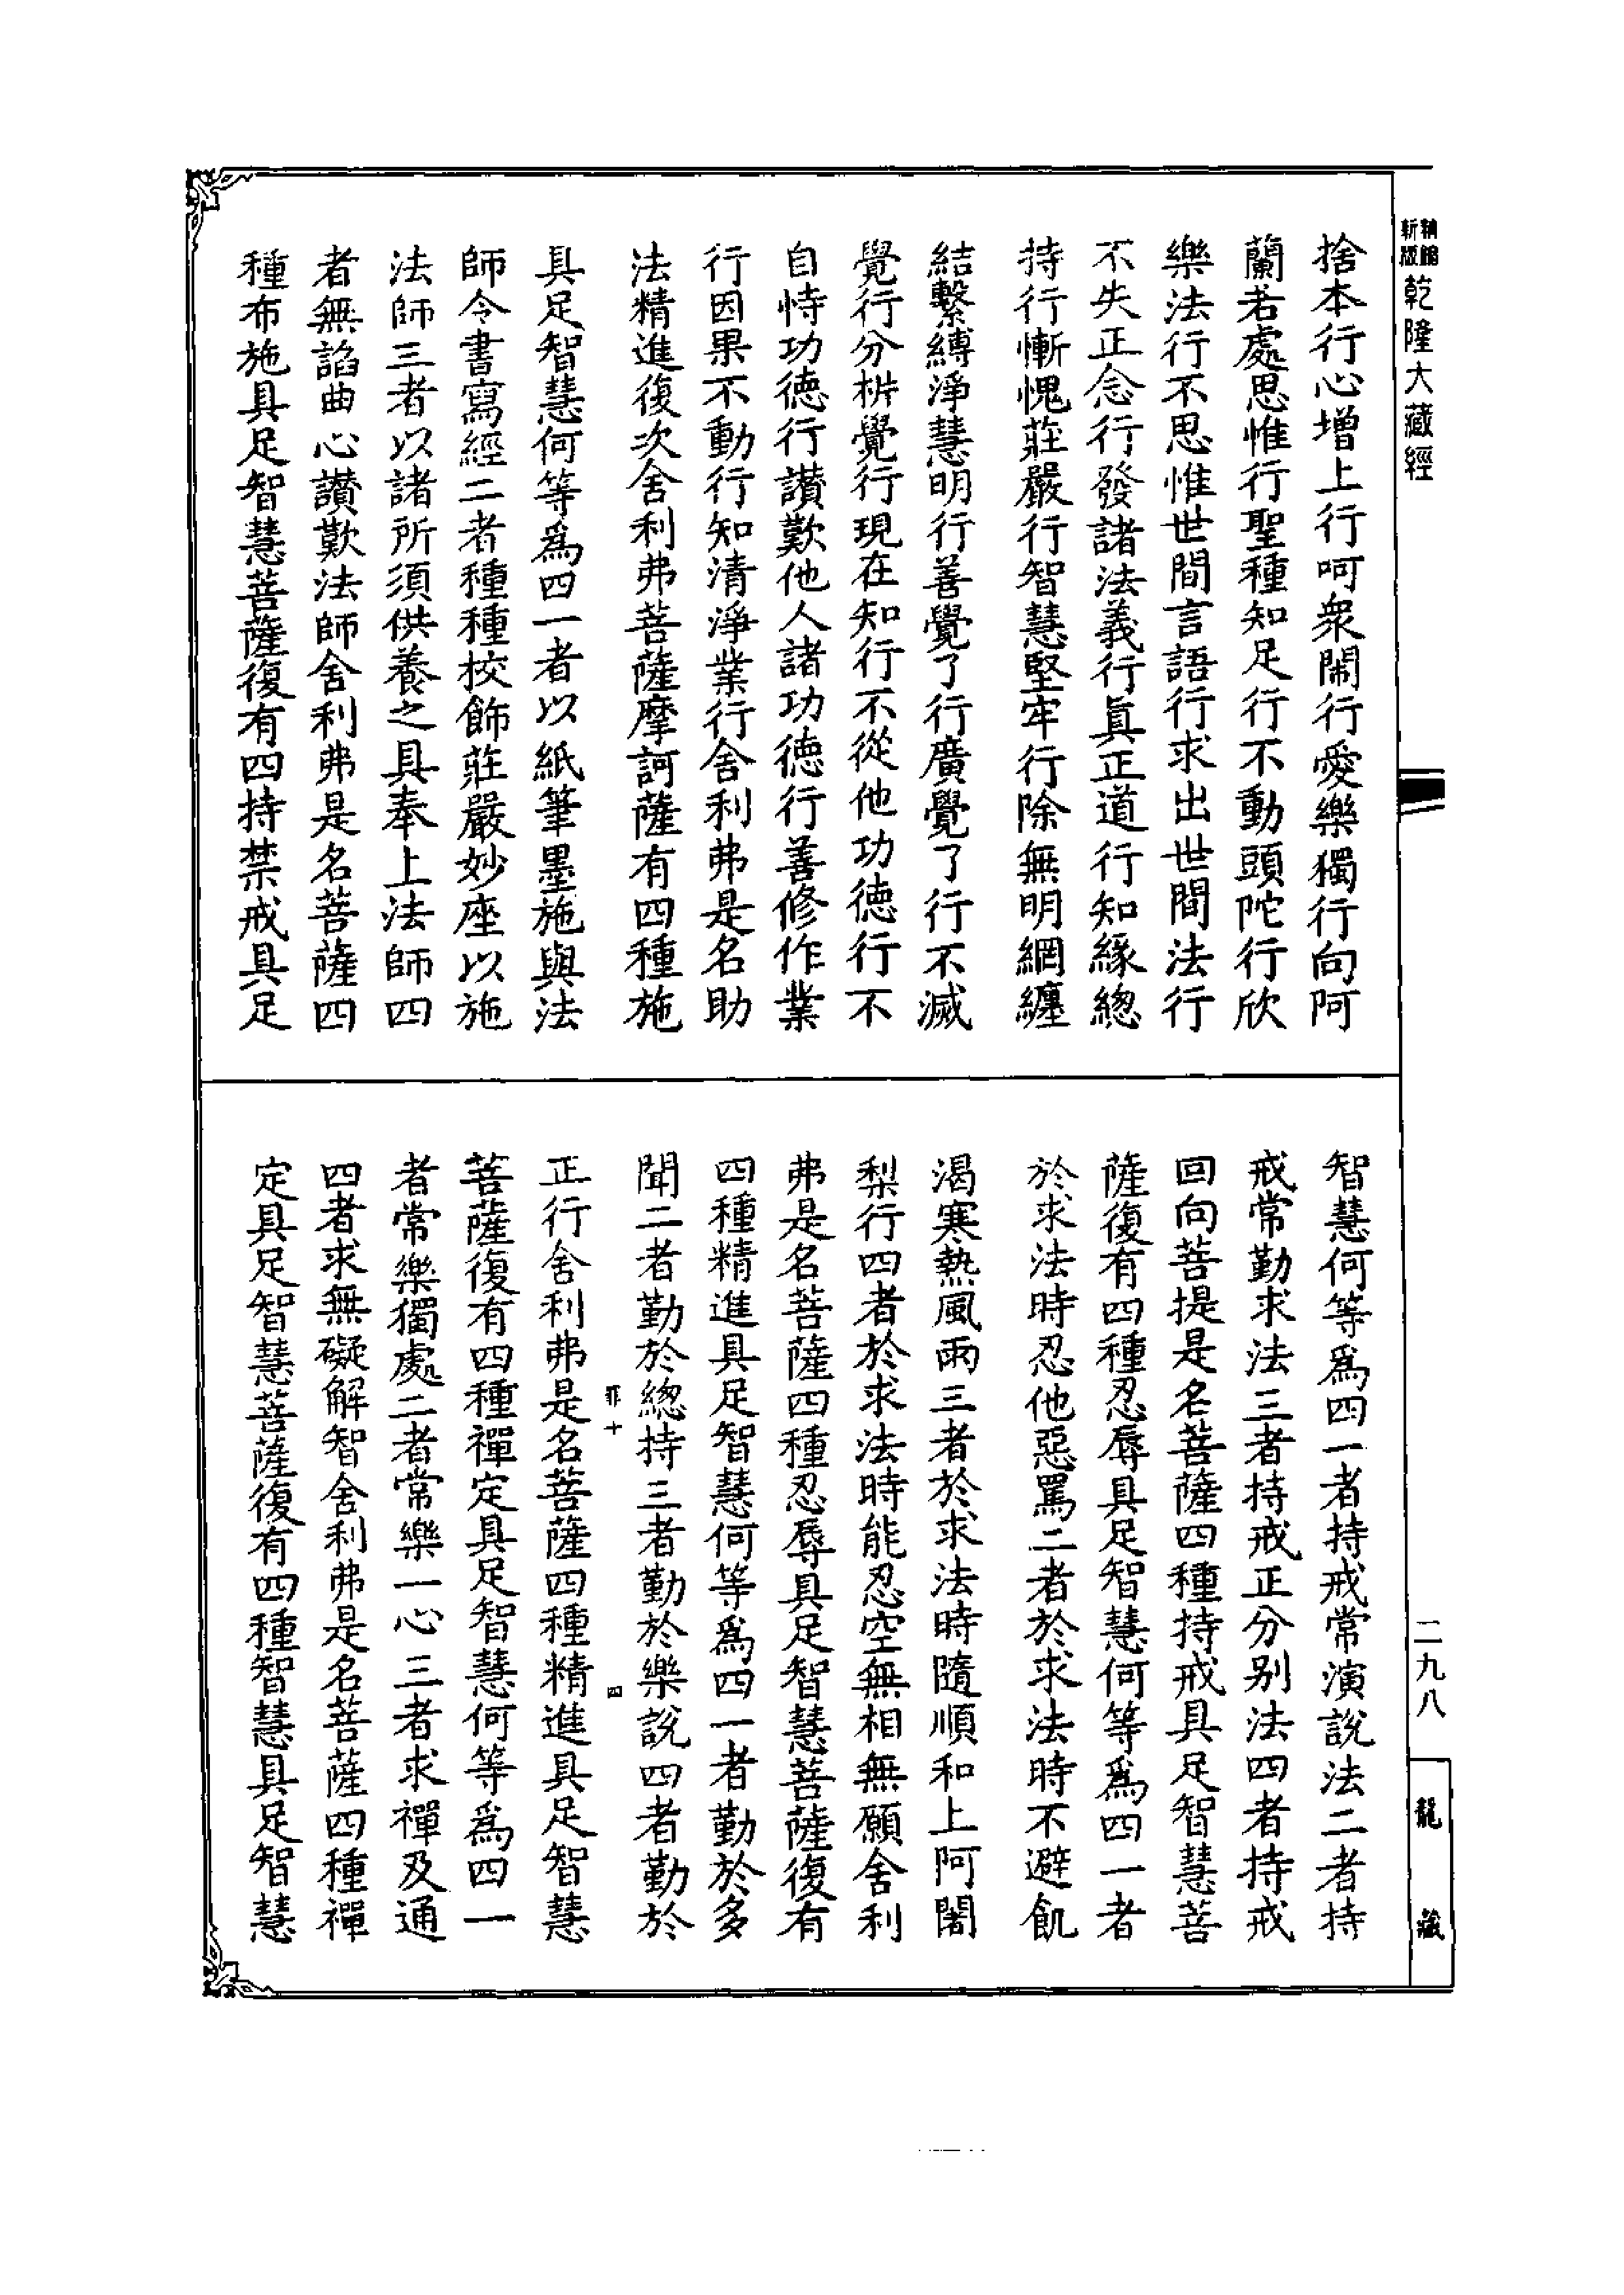 精縮
新版
乾隆大藏經
捨本行心增上行呵衆閙行愛樂獨行向阿
蘭若處思惟行聖種知足行不動頭陀行欣
樂法行不思惟世間言語行求出世間法行
不失正念行發諸法義行眞正道行知緣總
持行慚愧莊嚴行智慧堅牢行除無明網纏
結繫縛淨慧明行善覺了行廣覺了行不滅
覺行分枿覺行現在知行不從他功德行不
自恃功德行讃歎他人諸功德行善修作業
行因果不動行知清淨業行舍利弗是名助
法精進復次舍利弗菩薩摩訶薩有四種施
具足智慧何等爲四一者以紙筆墨施與法
師令書寫經二者種種校飾莊嚴妙座以施
法師三者以諸所須供養之具奉上法師四
者無諂曲心讃歎法師舍利弗是名菩薩四
種布施具足智慧菩薩復有四持禁戒具足
智慧何等爲四一者持戒常演說法二者持
戒常勤求法三者持戒正分别法四者持戒
回向菩提是名菩薩四種持戒具足智慧菩
薩復有四種忍辱具足智慧何等爲四一者
於求法時忍他惡罵二者於求法時不避飢
渴寒熱風雨三者於求法時隨順和上阿闍
梨行四者於求法時能忍空無相無願舍利
弗是名菩薩四種忍辱具足智慧菩薩復有
四種精進具足智慧何等爲四一者勤於多
聞二者勤於總持三者勤於樂說四者勤於
罪十
四
正行舍利弗是名菩薩四種精進具足智慧
菩薩復有四種禪定具足智慧何等爲四一
者常樂獨處二者常樂一心三者求禪及通
四者求無礙解智舍利弗是名菩薩四種禪
定具足智慧菩薩復有四種智慧具足智慧
二九八
龍藏